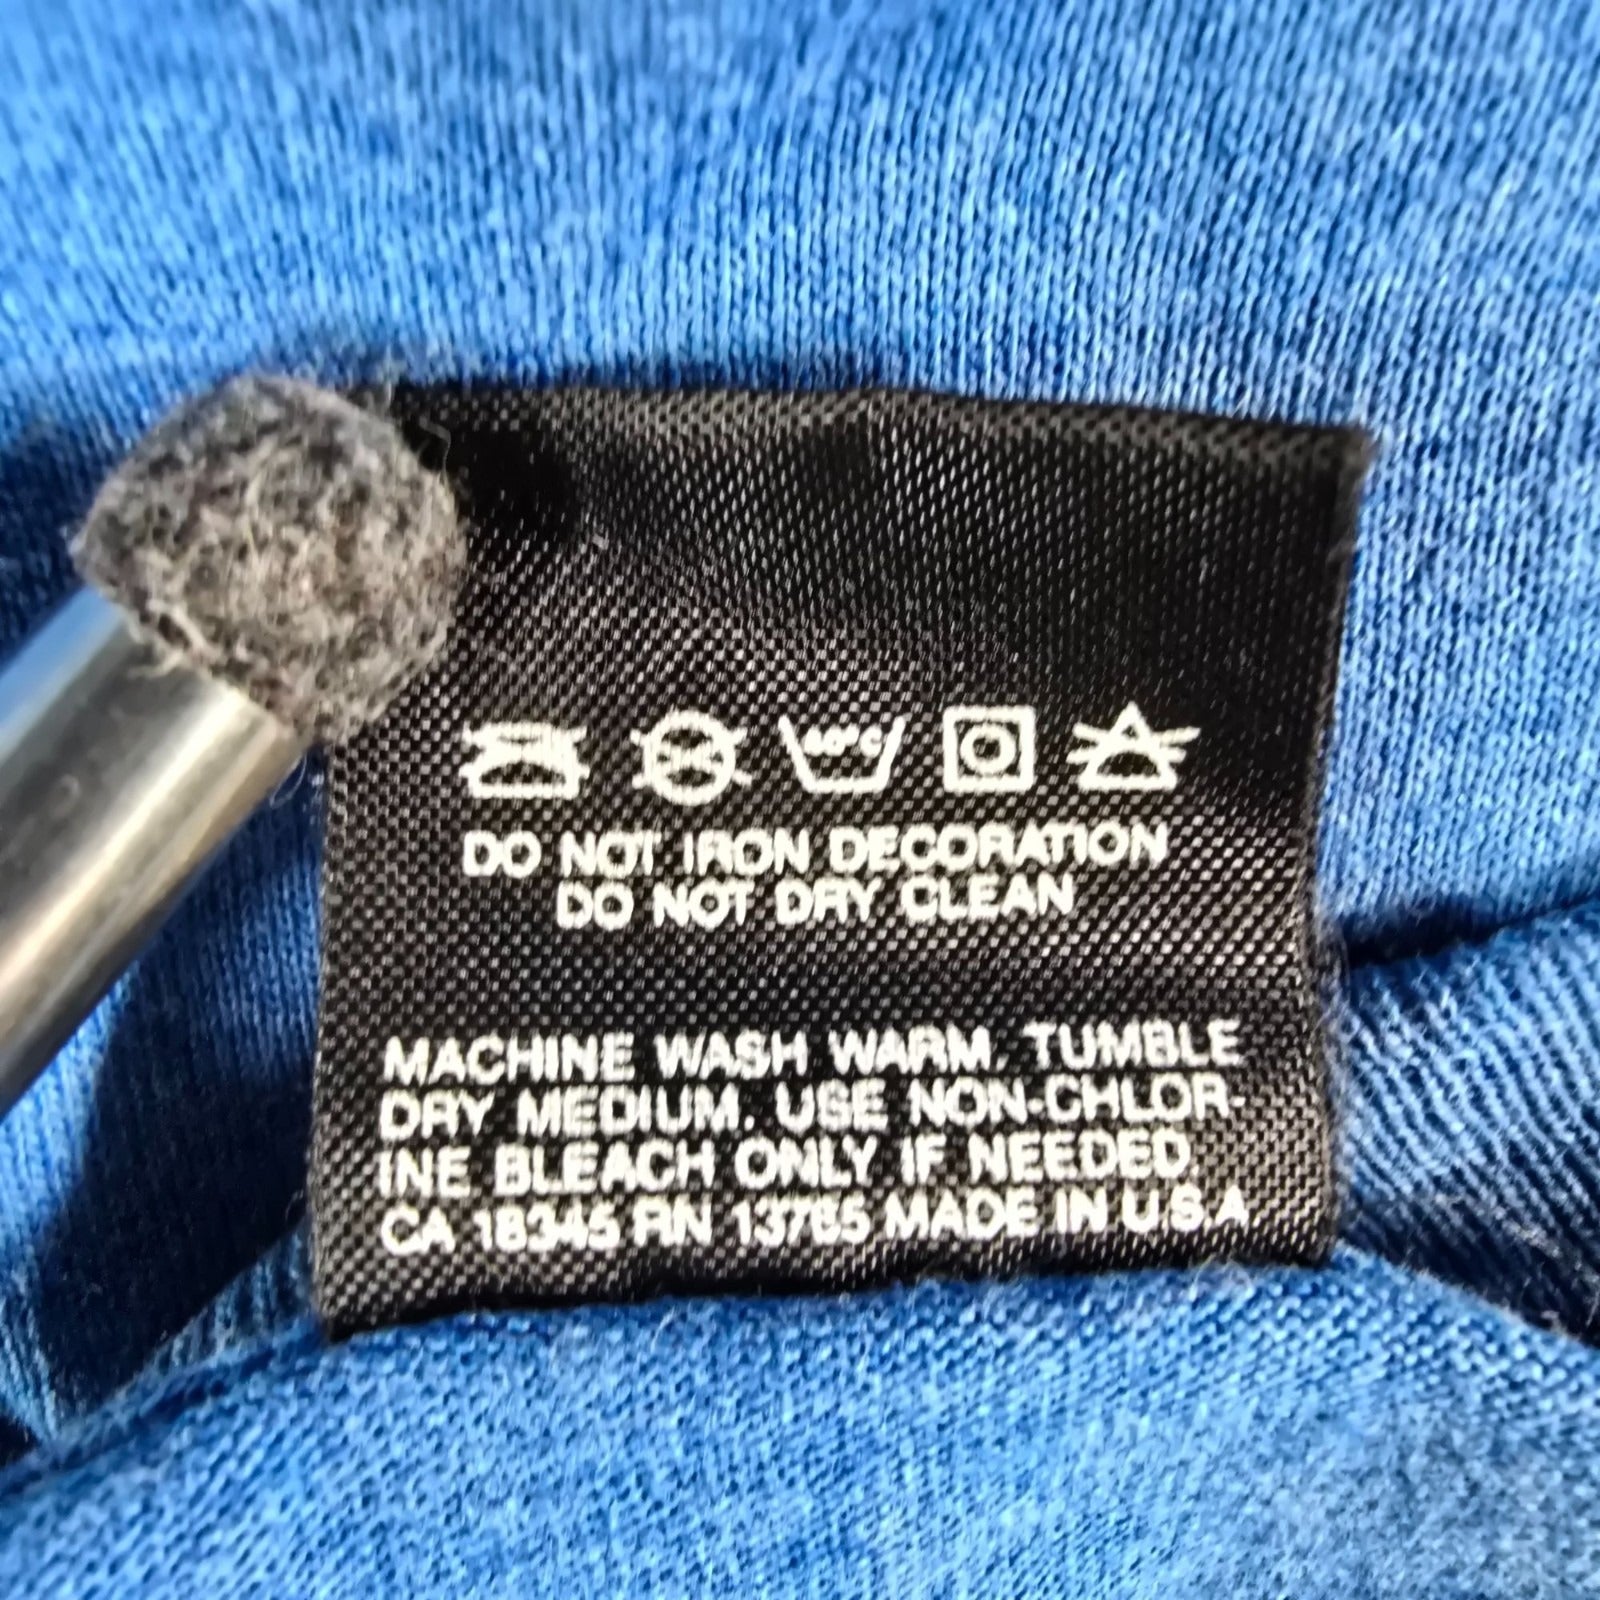 40°C
DO NOT IRON DECORATION
DO NOT DRY CLEAN
MACHINE WASH WARM. TUMBLE
DRY MEDIUM. USE NON-CHLOR-
INE BLEACH ONLY IF NEEDED.
CA 18345 RN 13765 MADE IN U.S.A.